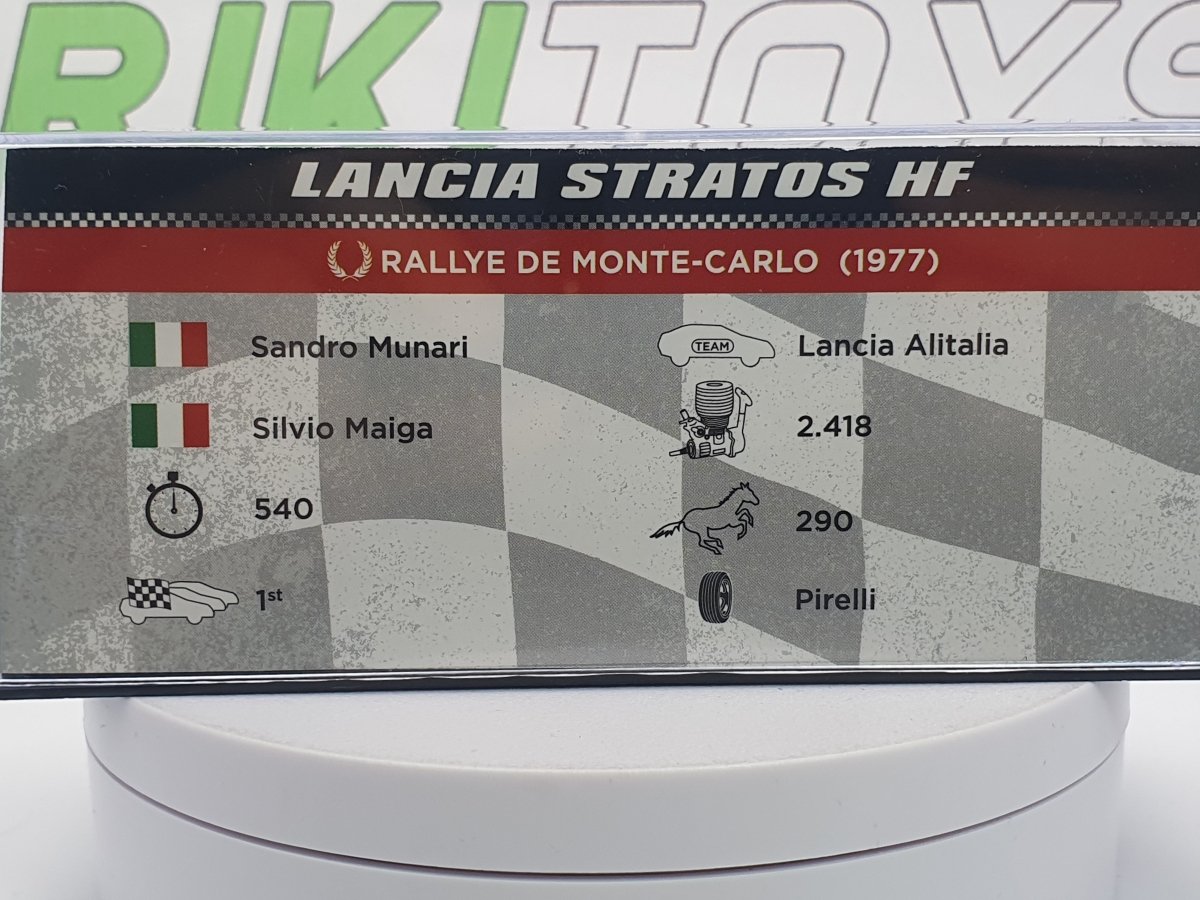 RIKITOYS
LANCIA STRATOS HF
RALLYE DE MONTE-CARLO (1977)
Sandro Munari
Silvio Maiga
540
1st
TEAM Lancia Alitalia
2.418
290
Pirelli